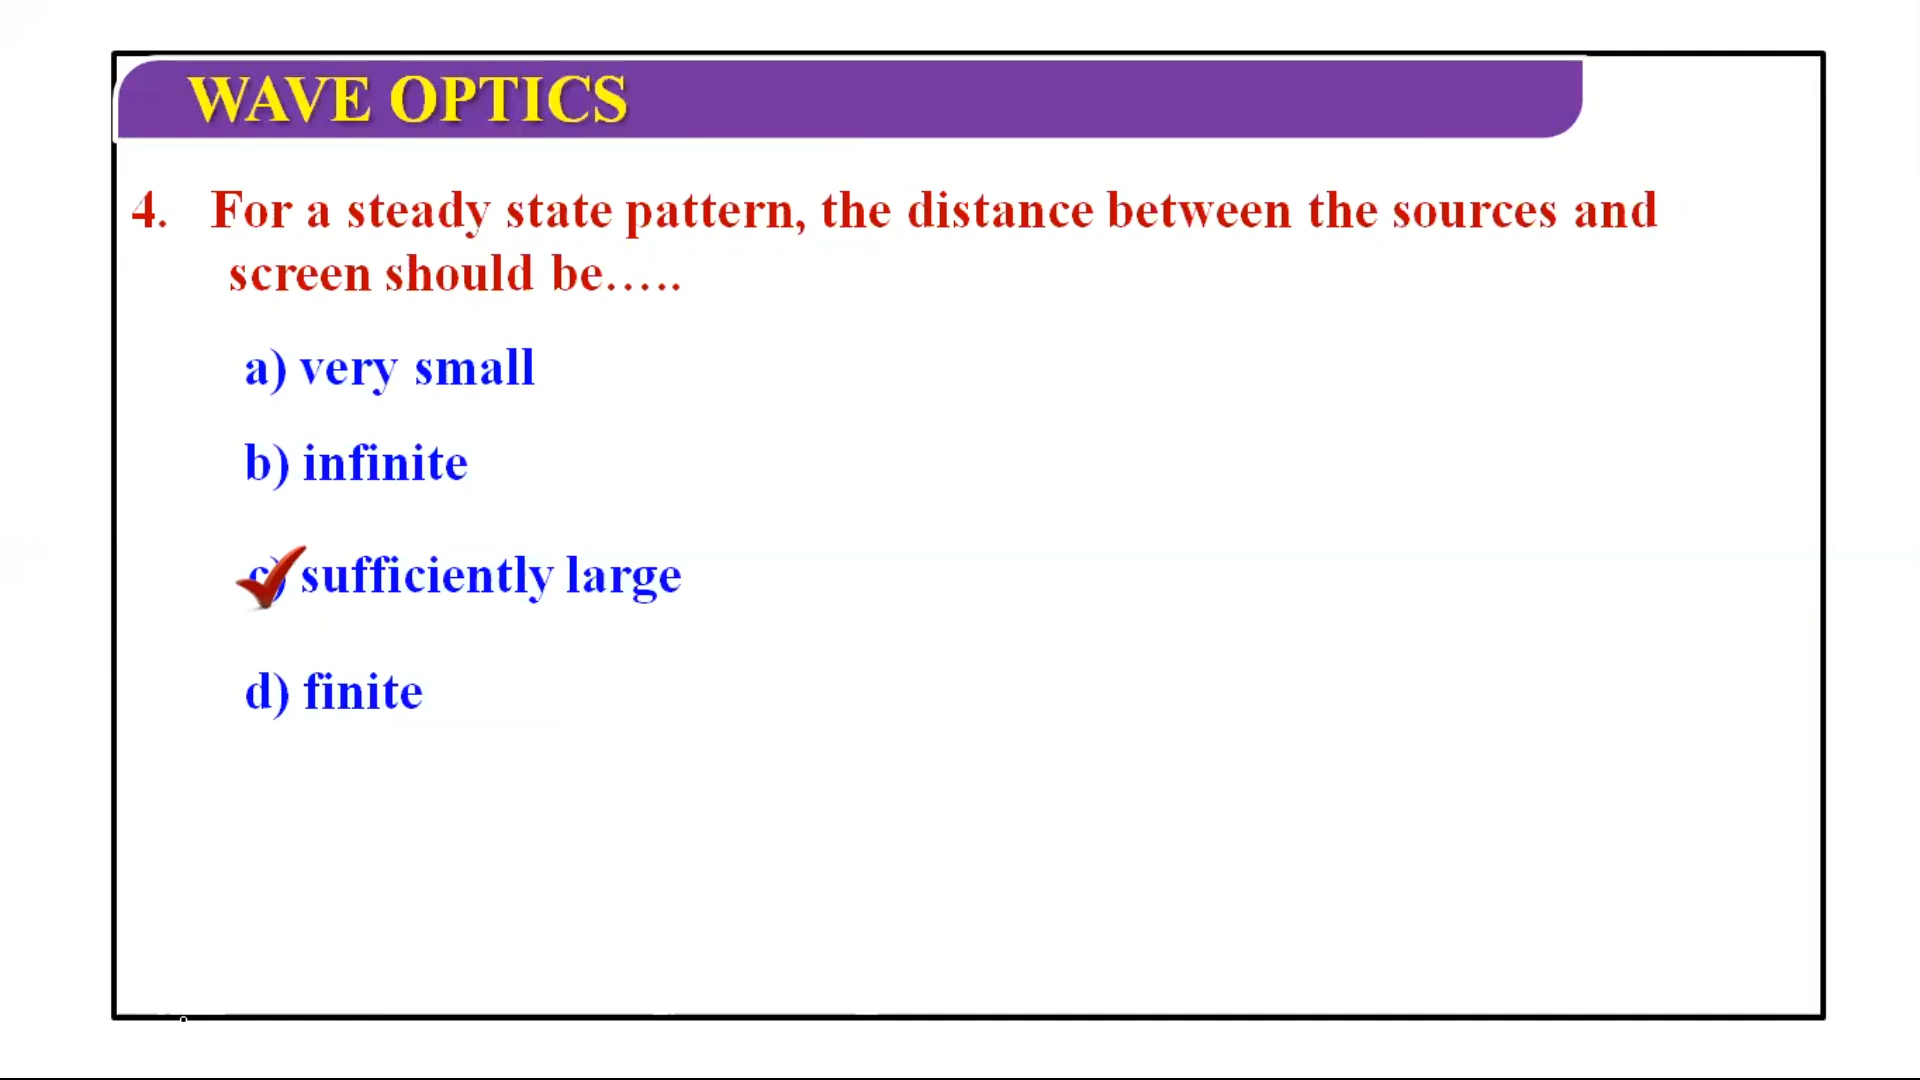 WAVE OPTICS
4. For a steady state pattern, the distance between the sources and
screen should be.....
a) very small
b) infinite
c) sufficiently large
d) finite